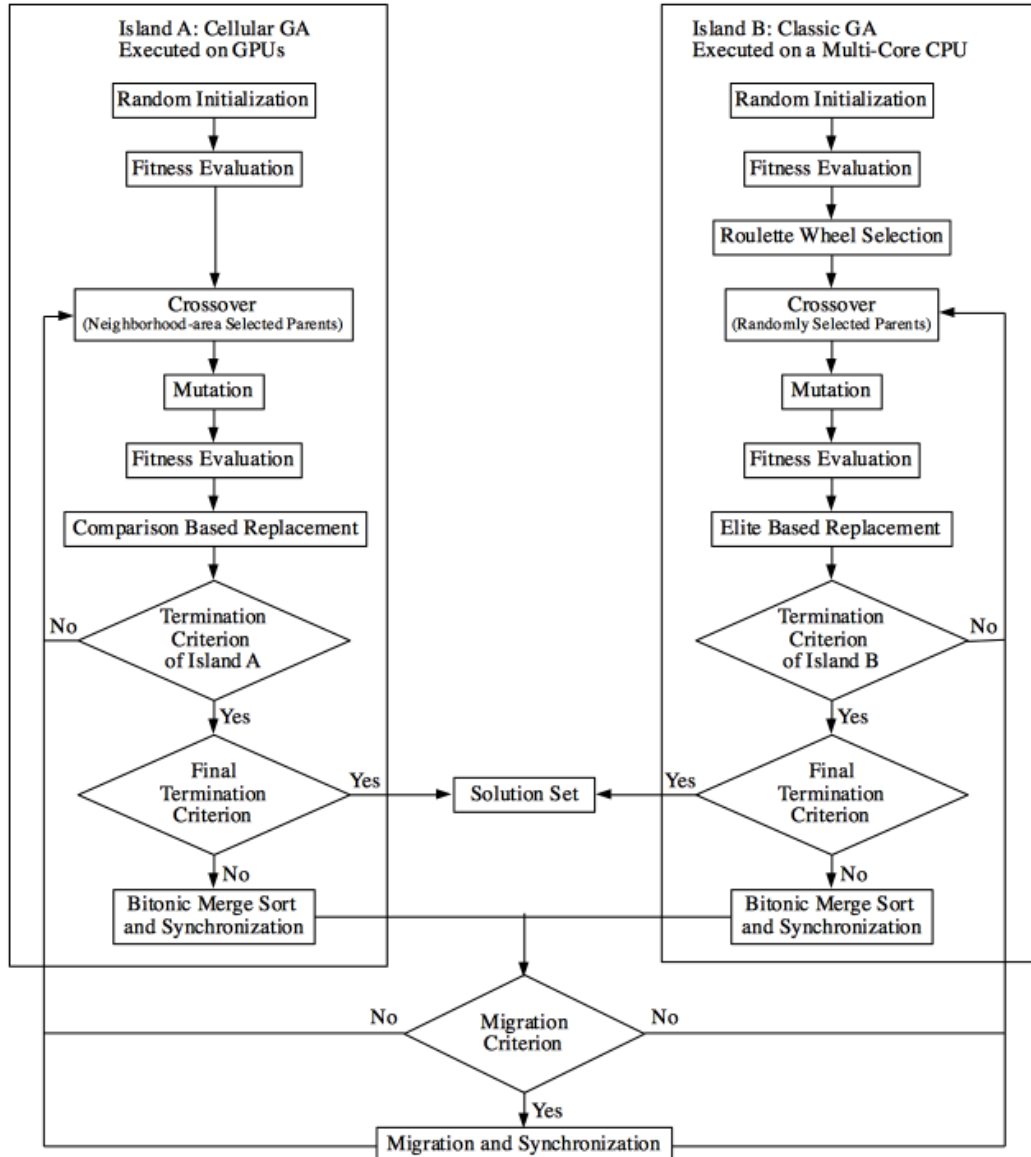 Island A: Cellular GA
Executed on GPUs
Random Initialization
Fitness Evaluation
Crossover
(Neighborhood-area Selected Parents)
Mutation
Fitness Evaluation
Comparison Based Replacement
Termination
Criterion
of Island A
No
Yes
Final
Termination
Criterion
Yes
No
Bitonic Merge Sort
and Synchronization
Island B: Classic GA
Executed on a Multi-Core CPU
Random Initialization
Fitness Evaluation
Roulette Wheel Selection
Crossover
(Randomly Selected Parents)
Mutation
Fitness Evaluation
Elite Based Replacement
Termination
Criterion
of Island B
No
Yes
Final
Termination
Criterion
Yes
No
Bitonic Merge Sort
and Synchronization
Solution Set
Migration
Criterion
No
No
Yes
Migration and Synchronization